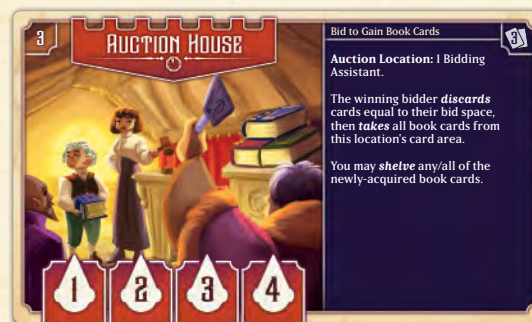 3
AUCTION HOUSE
1
2
3
4
Bid to Gain Book Cards
3
Auction Location: 1 Bidding
Assistant.
The winning bidder discards
cards equal to their bid space,
then takes all book cards from
this location's card area.
You may shelve any/all of the
newly-acquired book cards.